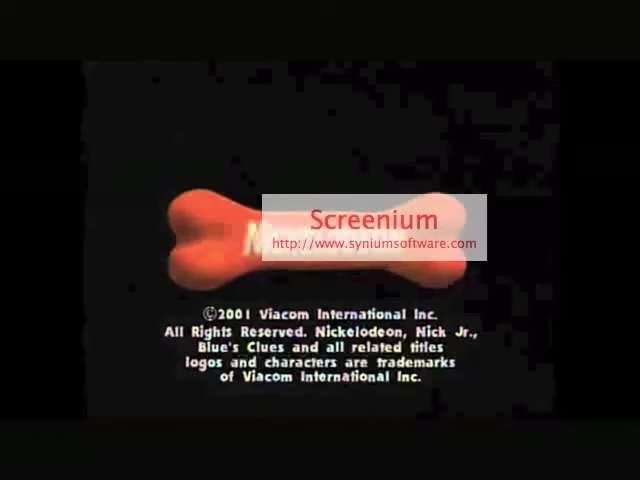 Screenium
http://www.syniumsoftware.com
©2001 Viacom International Inc.
All Rights Reserved. Nickelodeon, Nick Jr.,
Blue's Clues and all related titles
logos and characters are trademarks
of Viacom International Inc.